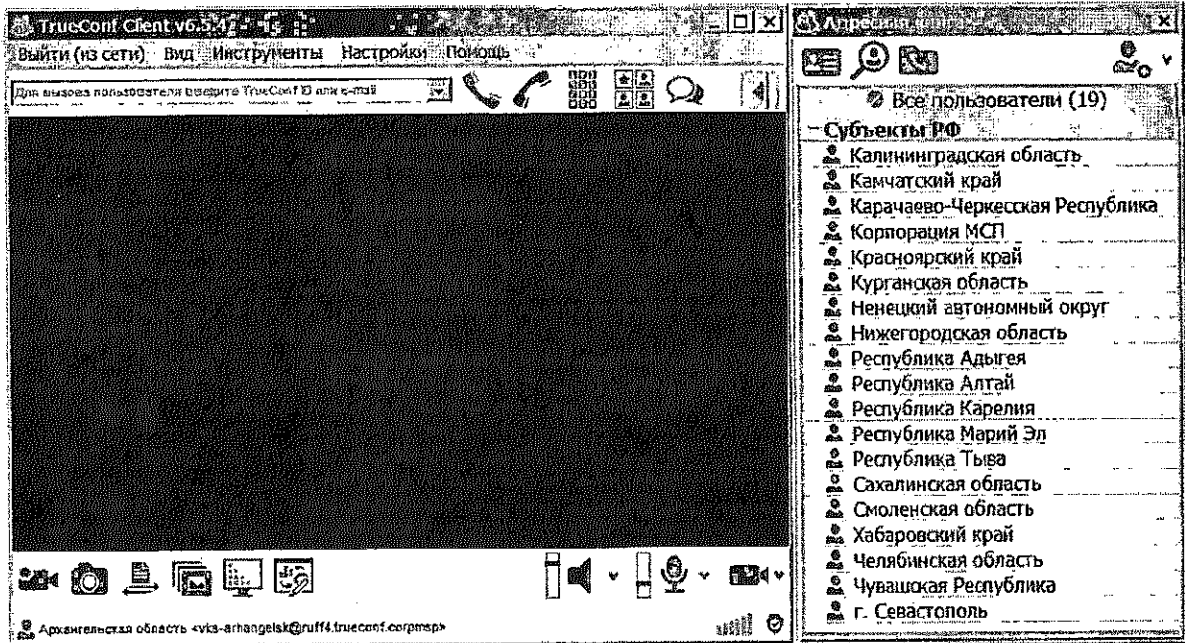 TrueConf Client v6.5.4
Выйти (из сети) Вид Инструменты Настройки Помощь
Для вызова пользователя введите TrueConf ID или e-mail
Архангельская область <vks-arhangelsk@ruff4.trueconf.corpmsp>
Адресная книга
Все пользователи (19)
Субъекты РФ
Калининградская область
Камчатский край
Карачаево-Черкесская Республика
Корпорация МСП
Красноярский край
Курганская область
Ненецкий автономный округ
Нижегородская область
Республика Адыгея
Республика Алтай
Республика Карелия
Республика Марий Эл
Республика Тыва
Сахалинская область
Смоленская область
Хабаровский край
Челябинская область
Чувашская Республика
г. Севастополь